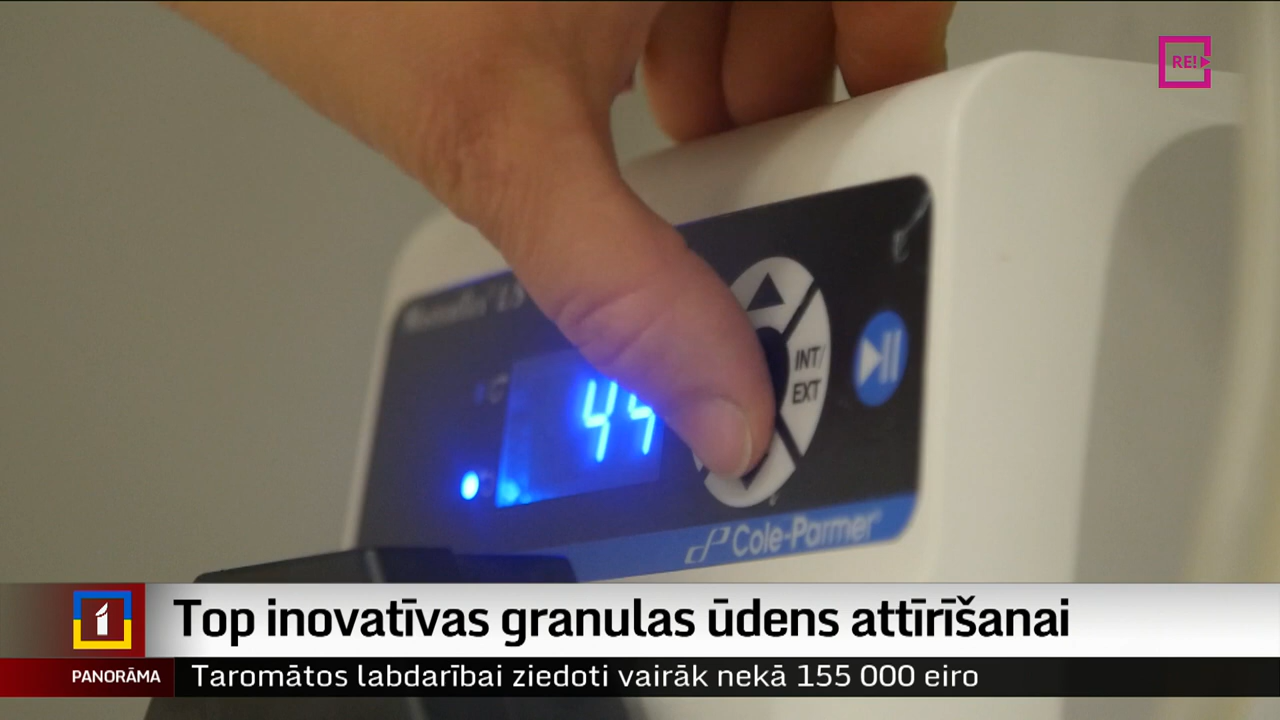 RE!
INT/
EXT
44
Cole-Parmer
1
Top inovatīvas granulas ūdens attīrīšanai
PANORĀMA
Taromātos labdarībai ziedoti vairāk nekā 155 000 eiro